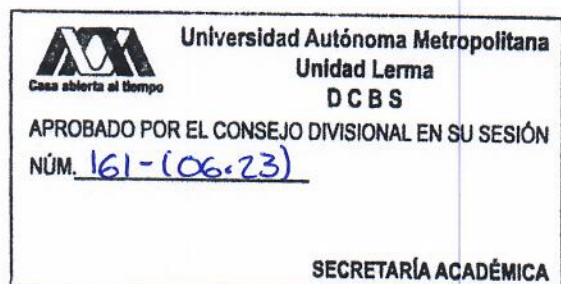 Universidad Autónoma Metropolitana
Unidad Lerma
D C B S
Casa abierta al tiempo
APROBADO POR EL CONSEJO DIVISIONAL EN SU SESIÓN
NÚM. 161-(06.23)
SECRETARÍA ACADÉMICA